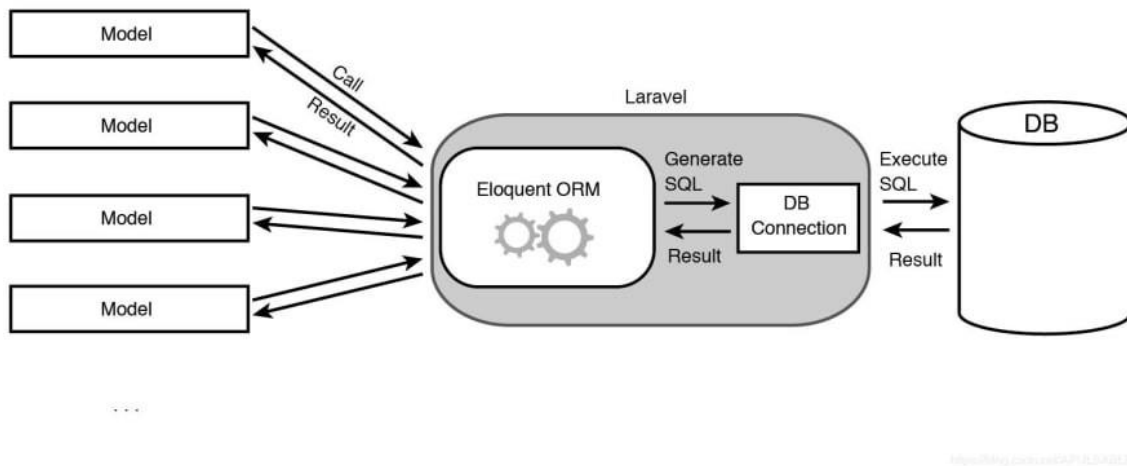 Model
Call
Result
Model
Model
Model
. . .
Laravel
Eloquent ORM
Generate
SQL
Result
DB
Connection
Execute
SQL
Result
DB